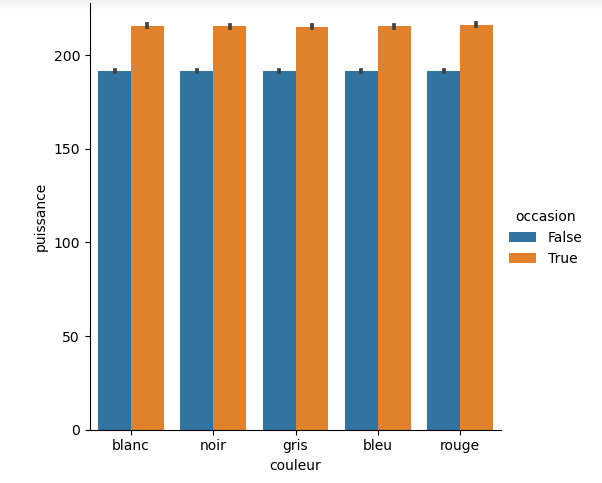 200
150
100
50
0
puissance
blanc noir gris bleu rouge
couleur
occasion
False
True